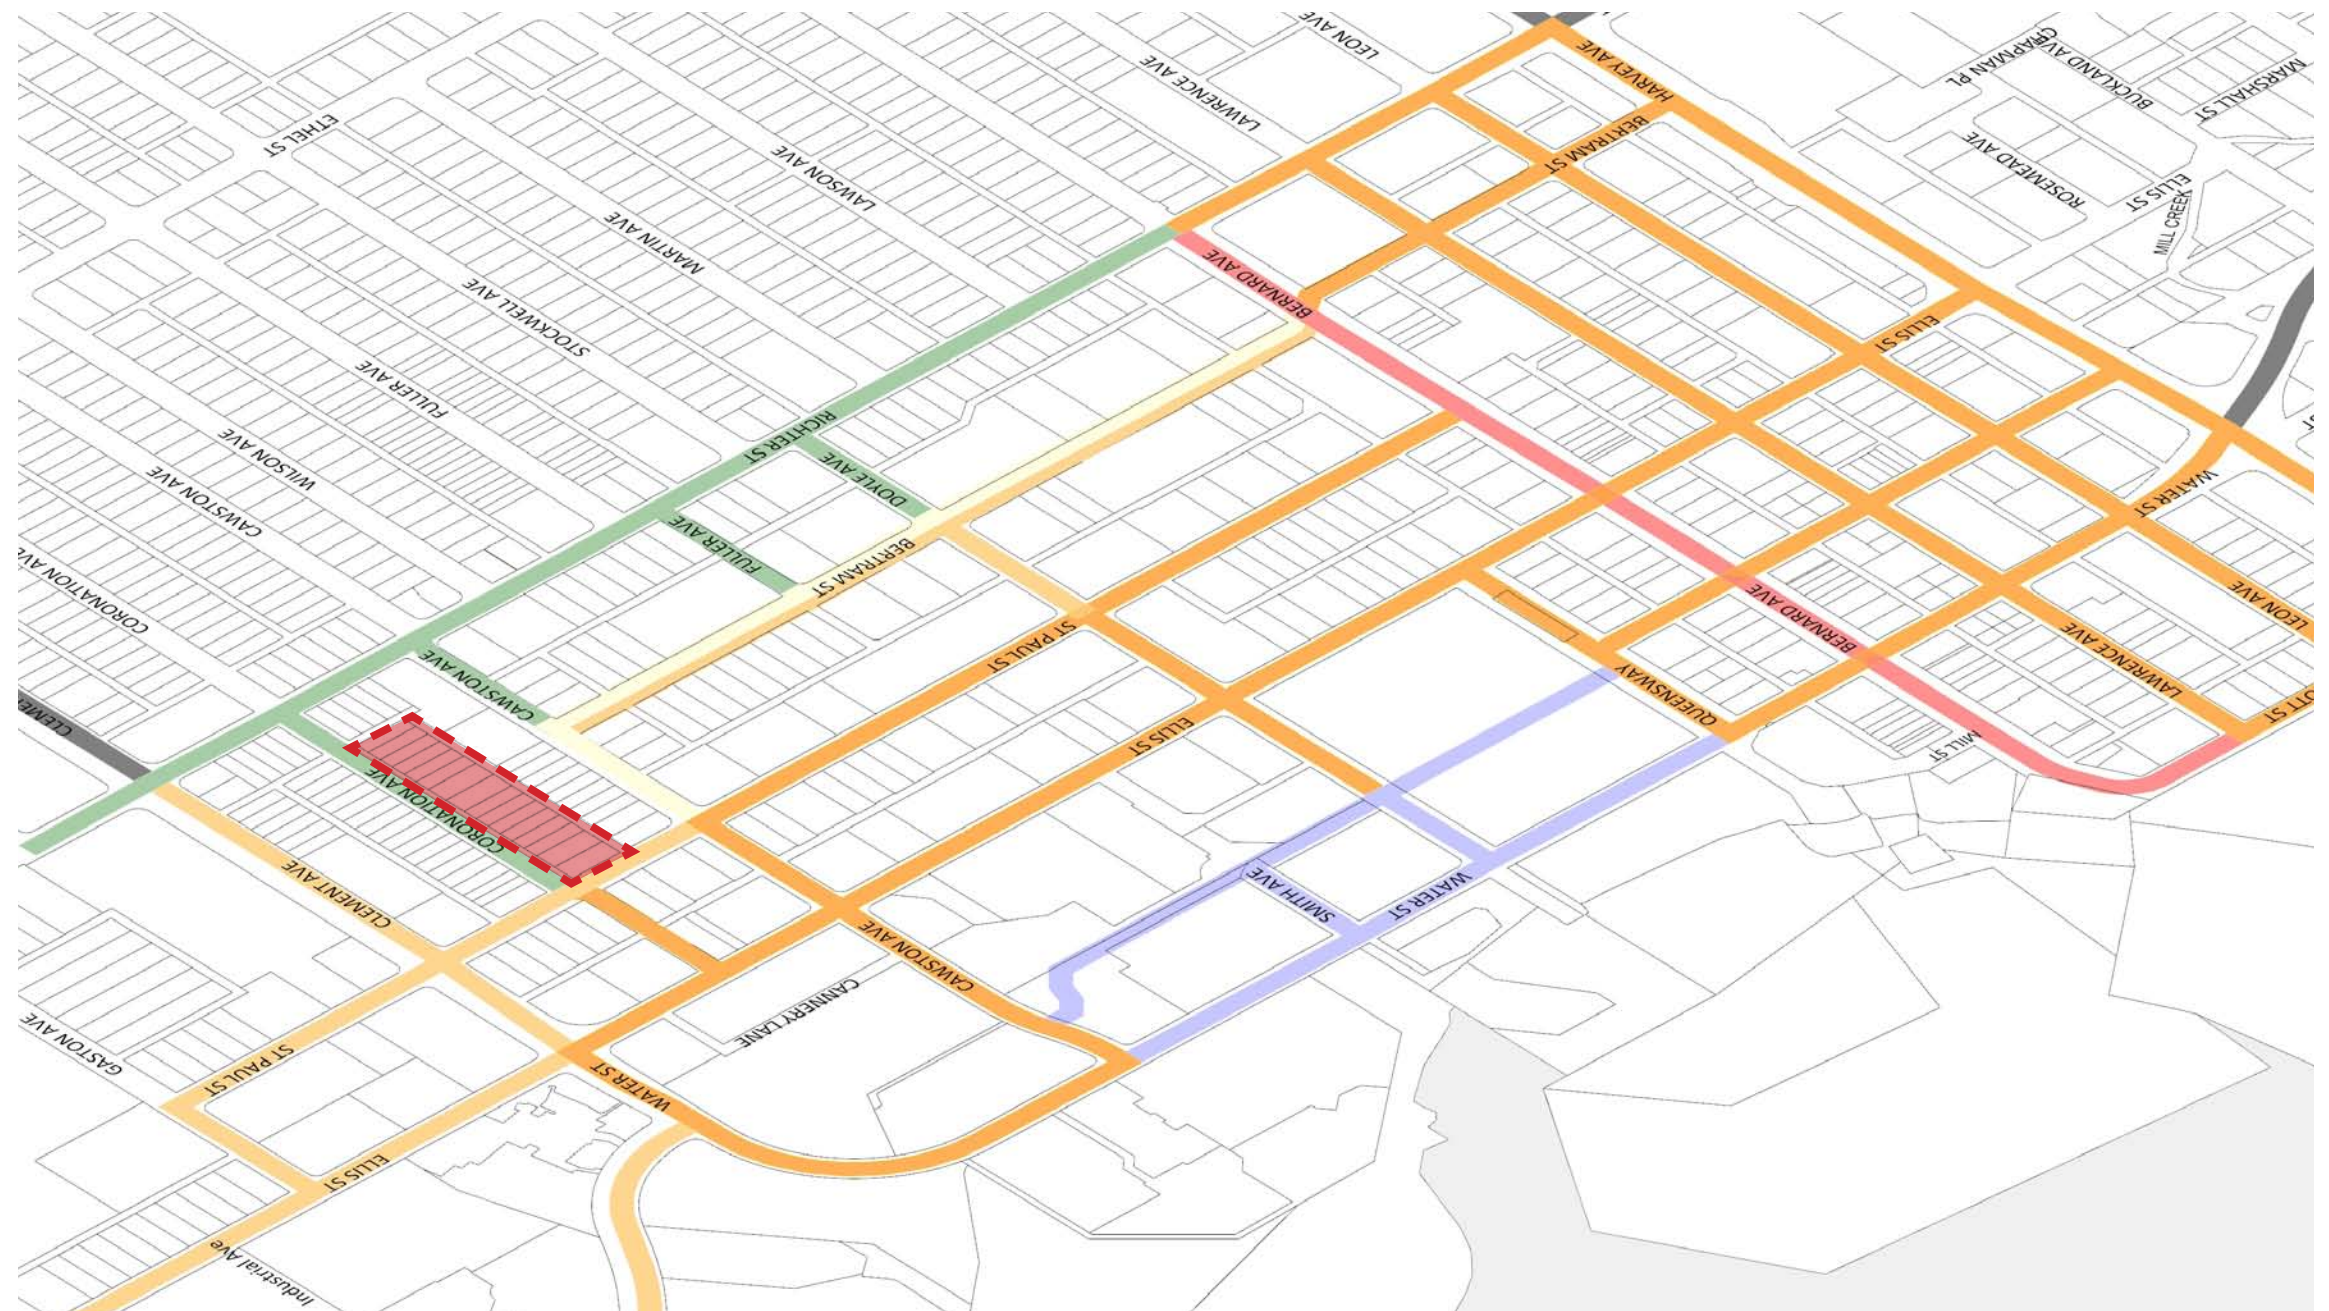 LEON AVE
HARVEY AVE
CHAPMAN PL
BUCKLAND AVE
MARSHALL ST
LAWRENCE AVE
ETHEL ST
BERTRAM ST
LAWSON AVE
ROSEMEAD AVE
ELLIS ST
MILL CREEK
MARTIN AVE
BERNARD AVE
STOCKWELL AVE
ELLIS ST
FULLER AVE
RICHTER ST
WILSON AVE
DOYLE AVE
CAWSTON AVE
WATER ST
FULLER AVE
BERTRAM ST
CORONATION AVE
BERNARD AVE
LEON AVE
ST PAUL ST
LAWRENCE AVE
CAWSTON AVE
QUEENSWAY
OTT ST
CLEME
ELLIS ST
MILL ST
CORONATION AVE
CLEMENT AVE
SMITH AVE
WATER ST
CAWSTON AVE
CANNERY LANE
GASTON AVE
ST PAUL ST
WATER ST
ELLIS ST
Industrial Ave